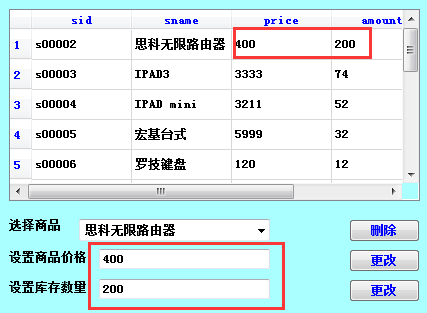 sid sname price amount
1 s00002 思科无限路由器 400 200
2 s00003 IPAD3 3333 74
3 s00004 IPAD mini 3211 52
4 s00005 宏基台式 5999 32
5 s00006 罗技键盘 120 12
选择商品 思科无限路由器 删除
设置商品价格 400 更改
设置库存数量 200 更改